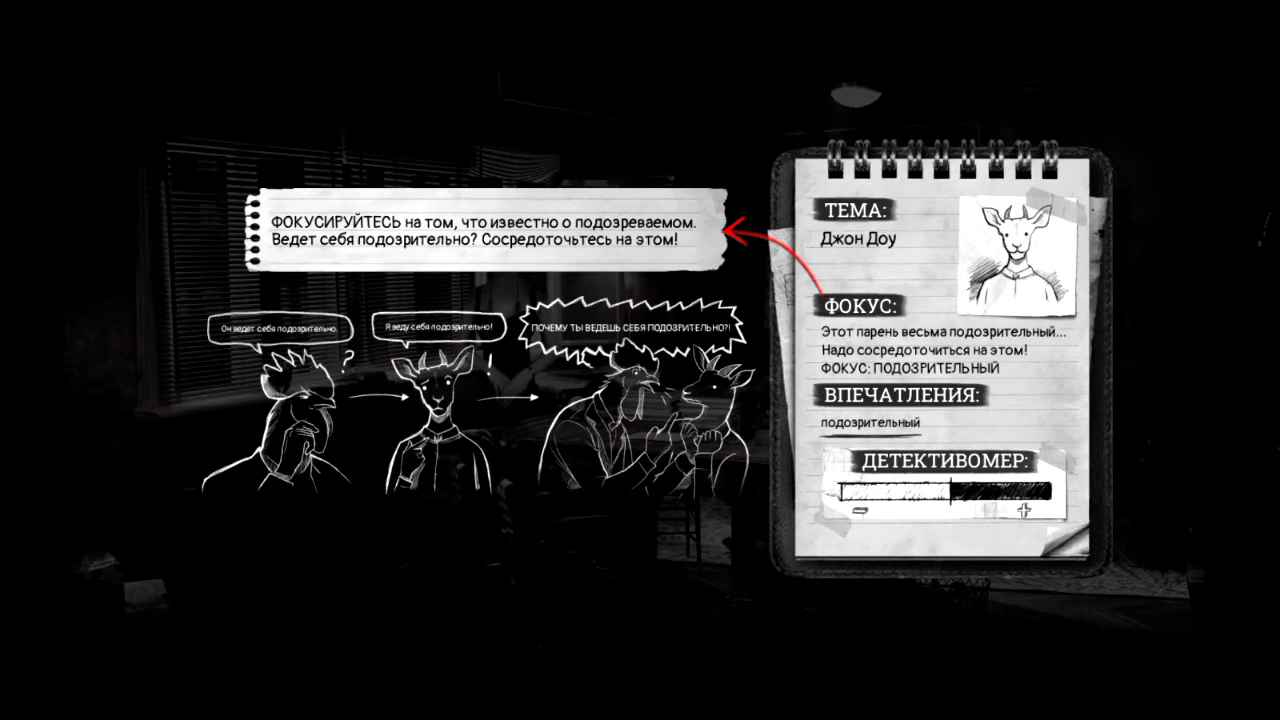 ФОКУСИРУЙТЕСЬ на том, что известно о подозреваемом.
Ведет себя подозрительно? Сосредоточьтесь на этом!
Он ведет себя подозрительно.
Я веду себя подозрительно!
ПОЧЕМУ ТЫ ВЕДЕШЬ СЕБЯ ПОДОЗРИТЕЛЬНО?!
?
!
ТЕМА:
Джон Доу
ФОКУС:
Этот парень весьма подозрительный...
Надо сосредоточиться на этом!
ФОКУС: ПОДОЗРИТЕЛЬНЫЙ
ВПЕЧАТЛЕНИЯ:
подозрительный
ДЕТЕКТИВОМЕР:
- +